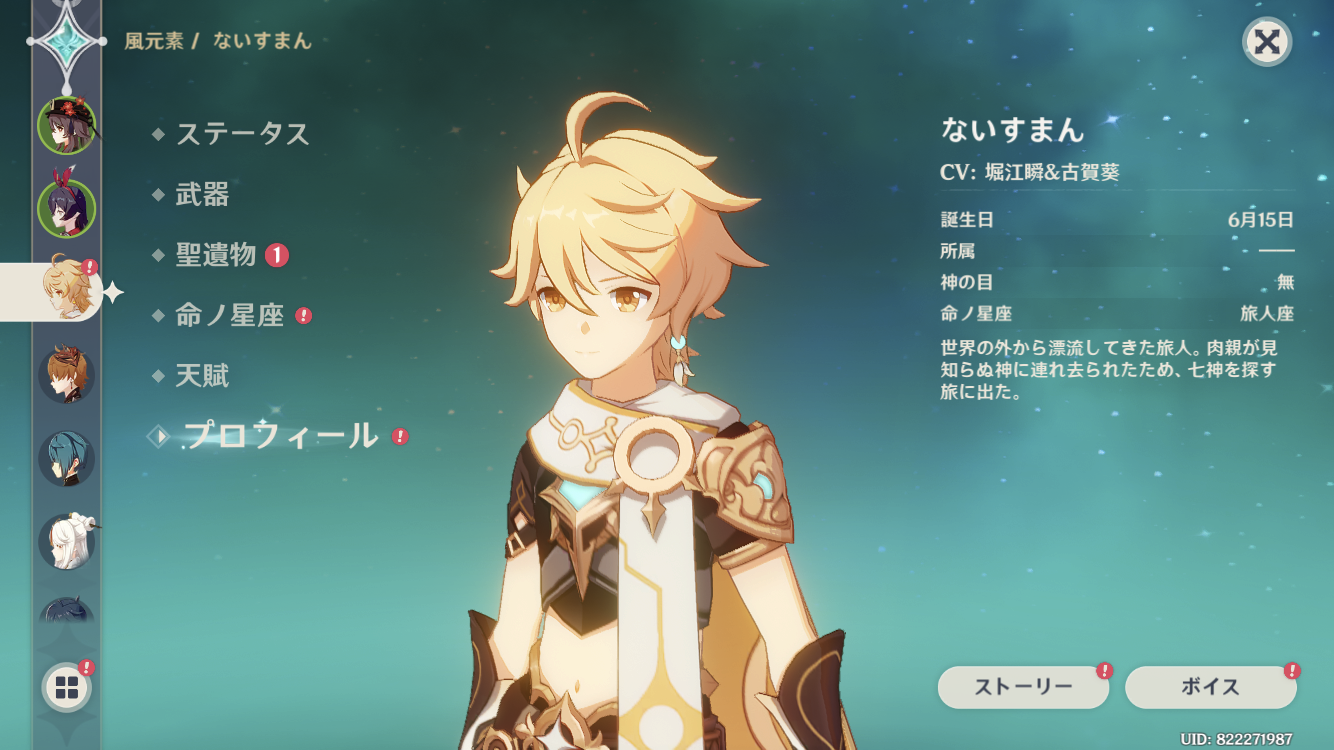 風元素 / ないすまん
ステータス
武器
聖遺物 1
命ノ星座 !
天賦
プロフィール !
ないすまん
CV: 堀江瞬&古賀葵
誕生日 6月15日
所属 ——
神の目 無
命ノ星座 旅人座
世界の外から漂流してきた旅人。肉親が見
知らぬ神に連れ去られたため、七神を探す
旅に出た。
ストーリー !
ボイス !
UID: 822271987